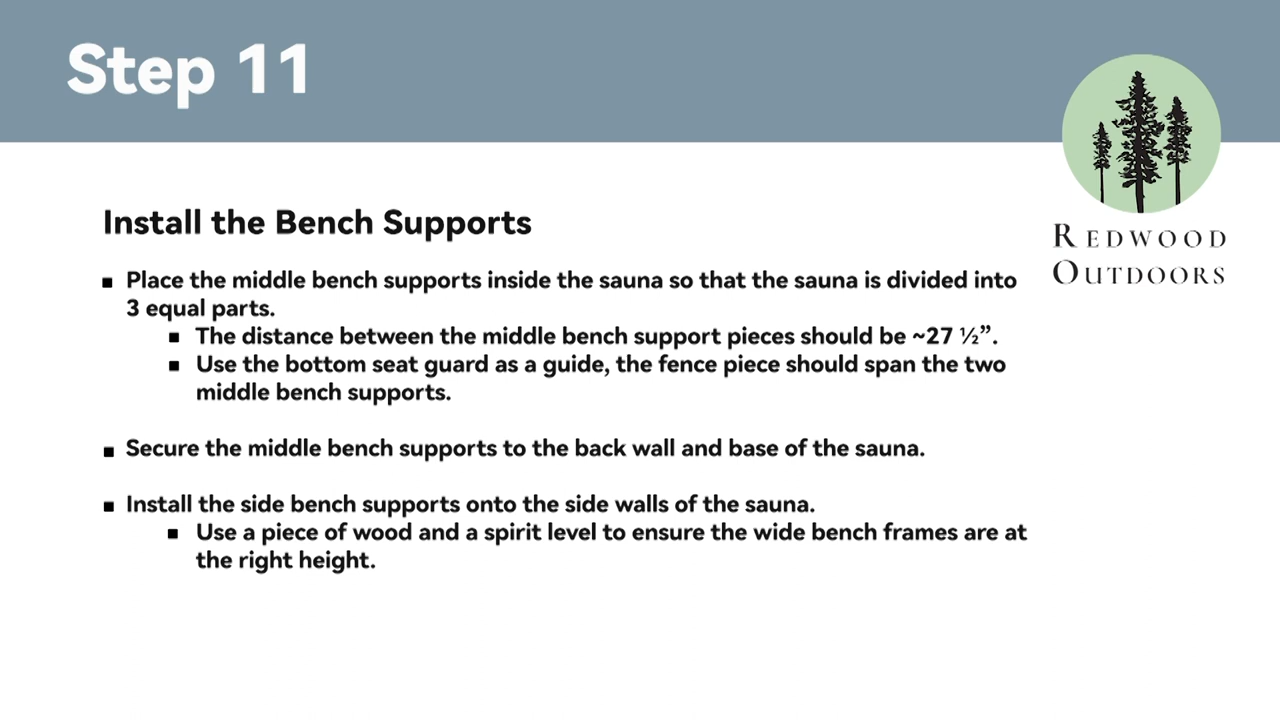 Step 11
REDWOOD
OUTDOORS
Install the Bench Supports
▪ Place the middle bench supports inside the sauna so that the sauna is divided into
3 equal parts.
▪ The distance between the middle bench support pieces should be ~27 ½”.
▪ Use the bottom seat guard as a guide, the fence piece should span the two
middle bench supports.
▪ Secure the middle bench supports to the back wall and base of the sauna.
▪ Install the side bench supports onto the side walls of the sauna.
▪ Use a piece of wood and a spirit level to ensure the wide bench frames are at
the right height.